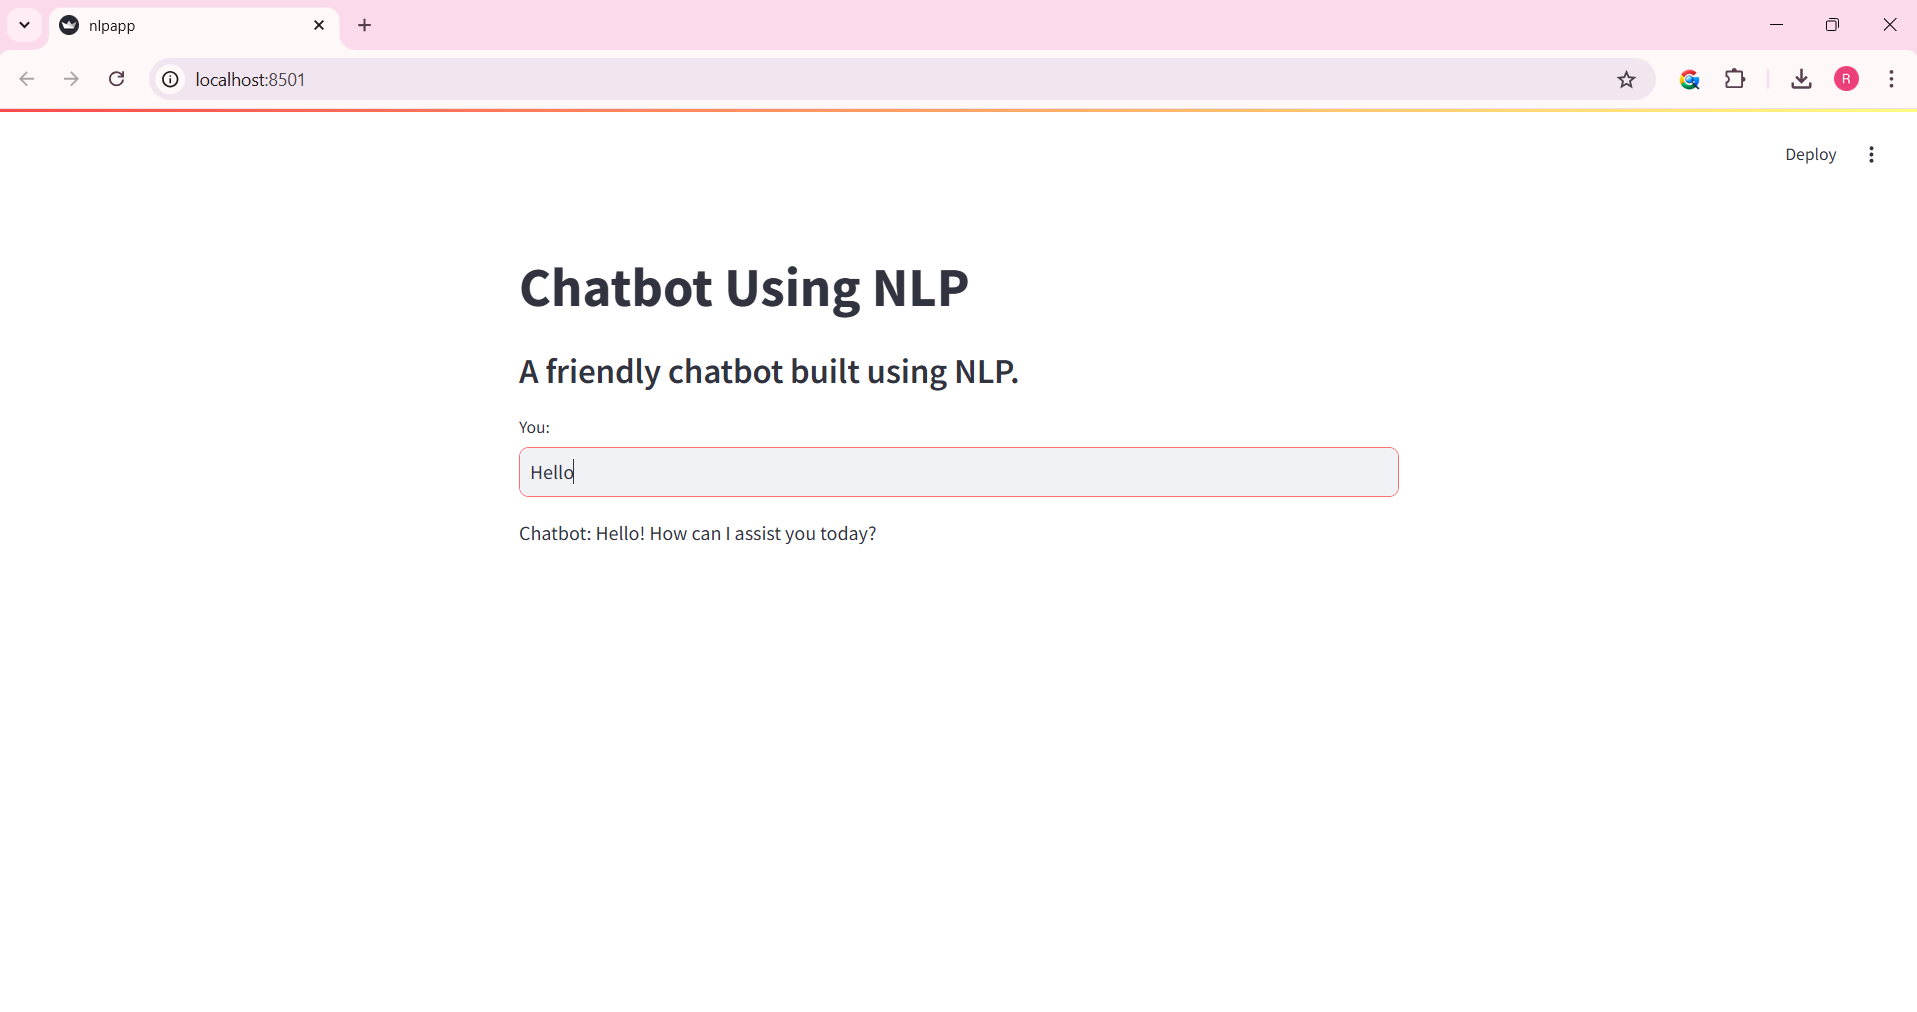 nlpapp
localhost:8501
R
Deploy
Chatbot Using NLP
A friendly chatbot built using NLP.
You:
Hello
Chatbot: Hello! How can I assist you today?